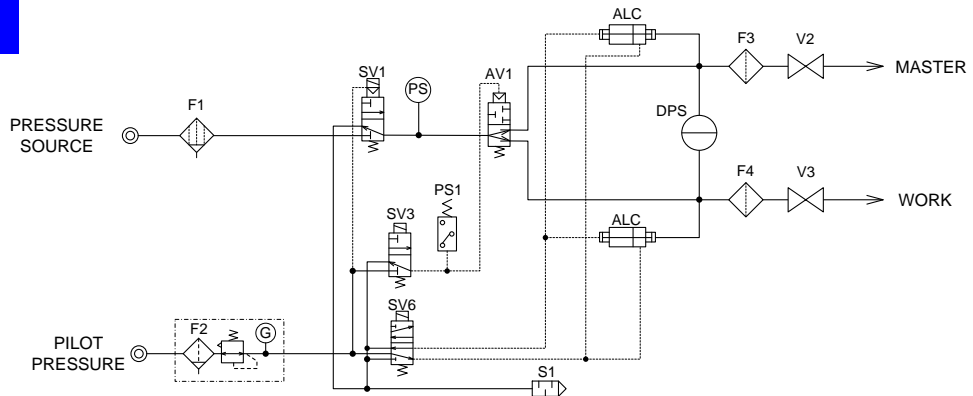 ALC
F3
V2
SV1
AV1
PS
MASTER
F1
DPS
PRESSURE
SOURCE
PS1
F4
V3
WORK
SV3
ALC
SV6
F2
G
PILOT
PRESSURE
S1